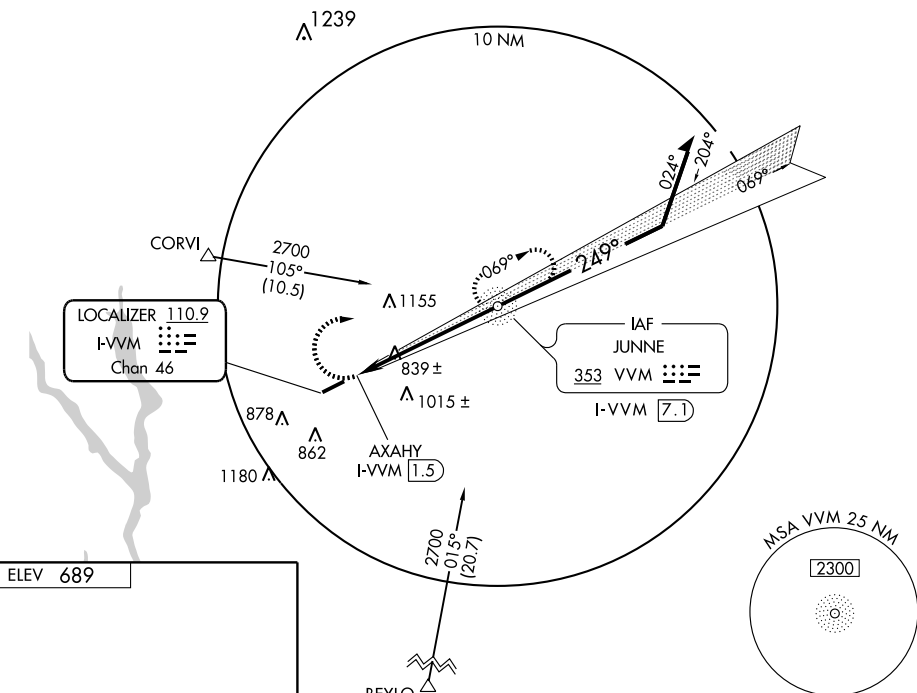 1239
10 NM
024°
204°
069°
CORVI
2700
105°
(10.5)
069°
249°
1155
LOCALIZER 110.9
I-VVM
Chan 46
IAF
JUNNE
353 VVM
I-VVM 7.1
839 ±
1015 ±
878
862
AXAHY
I-VVM 1.5
1180
2700
015°
(20.7)
MSA VVM 25 NM
2300
ELEV 689